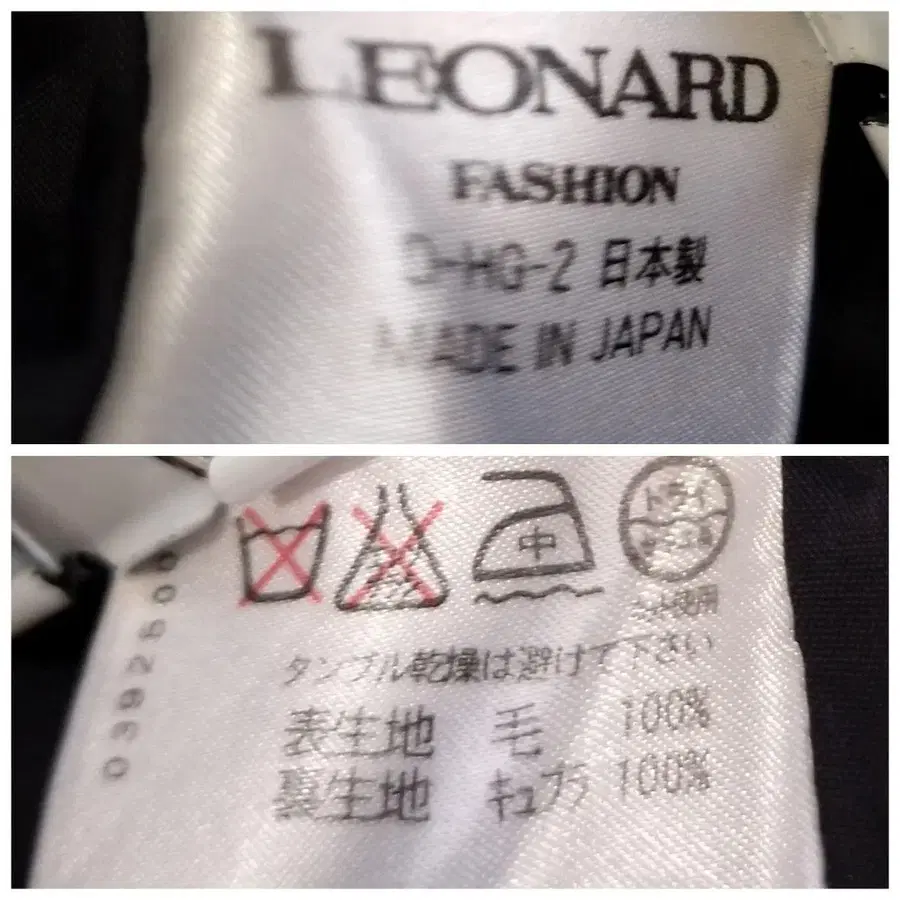 LEONARD
FASHION
日本製
MADE IN JAPAN
中
ドライ
タンブル乾燥は避けて下さい
表生地 毛 100%
裏生地 キュプラ 100%